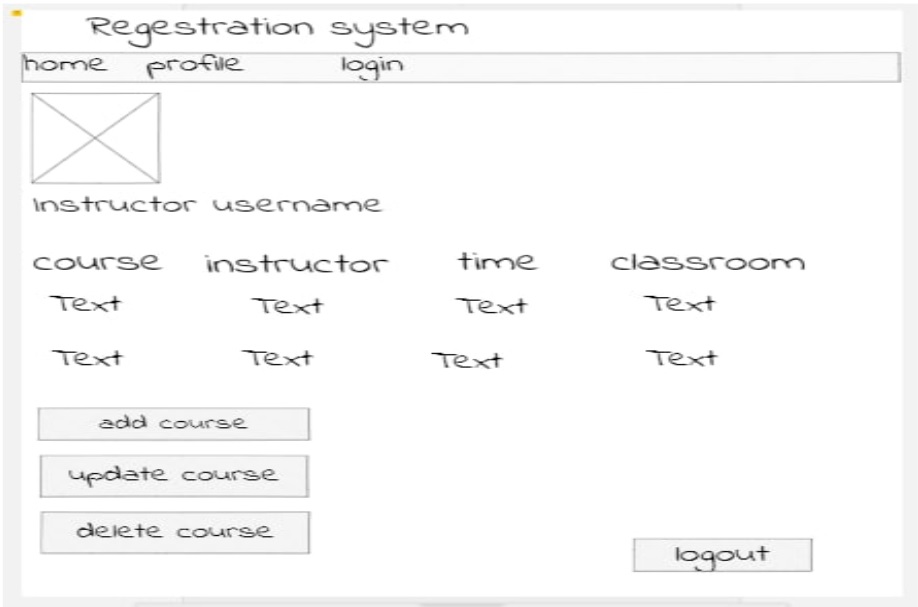 Regestration system
home profile login
Instructor username
course instructor time classroom
Text Text Text Text
Text Text Text Text
add course
update course
delete course
logout